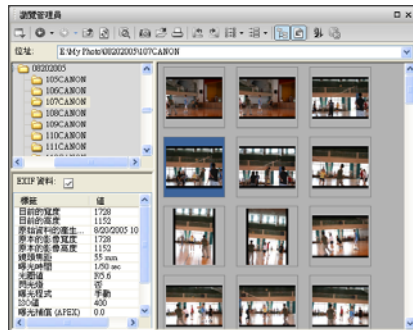 瀏覽管理員
位址: E:\My Photo\08202005\107CANON
08202005
105CANON
106CANON
107CANON
108CANON
109CANON
110CANON
111CANON
EXIF 資料:
標籤 值
目前的寬度 1728
目前的高度 1152
原始資料的產生... 8/20/2005 10
原本的影像寬度 1728
原本的影像高度 1152
鏡頭焦距 55 mm
曝光時間 1/50 sec
光圈值 F5.6
閃光燈 否
曝光程式 手動
ISO值 400
曝光補償 (APEX) 0.0